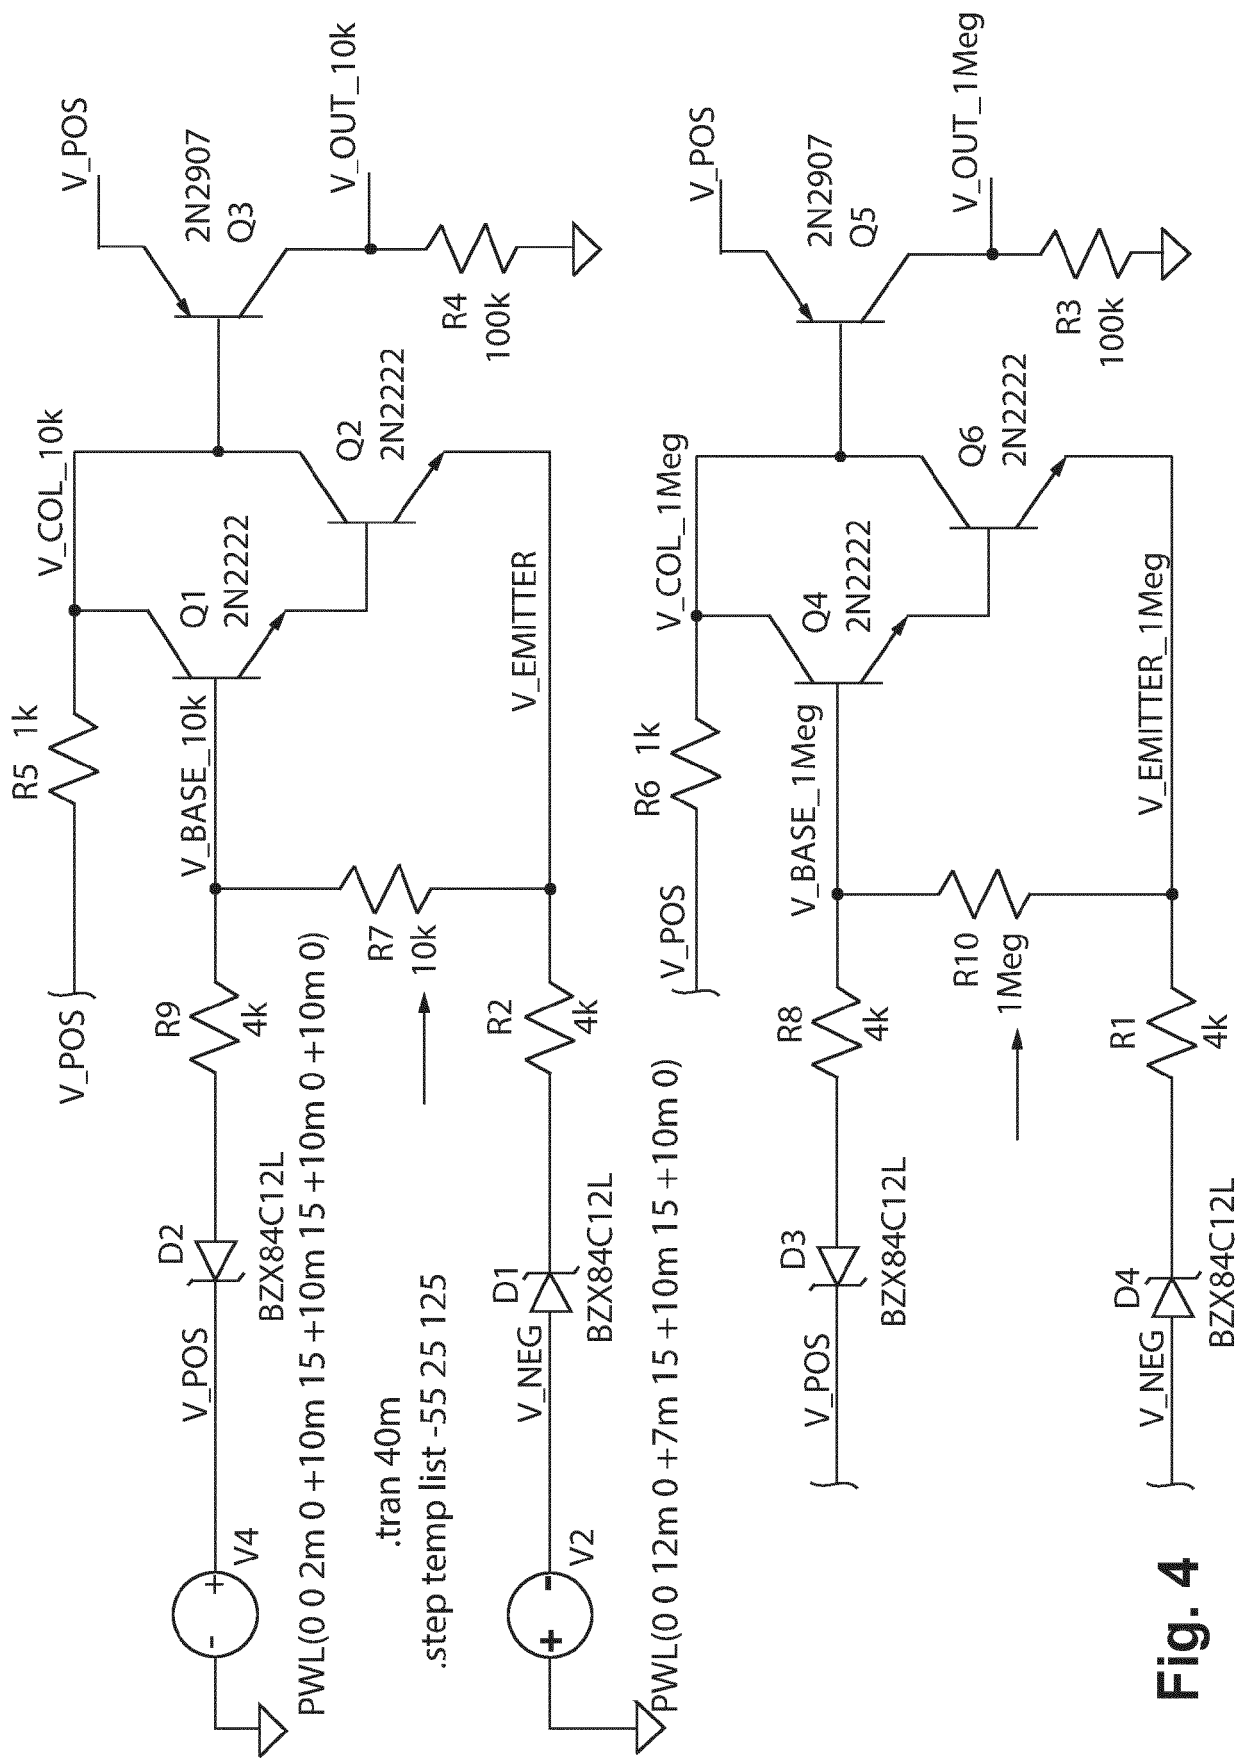 V_POS
R5 1k
V_COL_10k
V_POS
2N2907
Q3
V_OUT_10k
R4
100k
Q1
2N2222
Q2
2N2222
V_BASE_10k
V_EMITTER
R7
10k
R9
4k
R2
4k
V_POS
D2
BZX84C12L
V4
PWL(0 0 2m 0 +10m 15 +10m 15 +10m 0 +10m 0)
.tran 40m
.step temp list -55 25 125
V_NEG
D1
BZX84C12L
V2
PWL(0 0 12m 0 +7m 15 +10m 15 +10m 0)
+
-
+
-
V_POS
R6 1k
V_COL_1Meg
V_POS
2N2907
Q5
V_OUT_1Meg
R3
100k
Q4
2N2222
Q6
2N2222
V_BASE_1Meg
V_EMITTER_1Meg
R10
1Meg
R8
4k
R1
4k
V_POS
D3
BZX84C12L
V_NEG
D4
BZX84C12L
Fig. 4